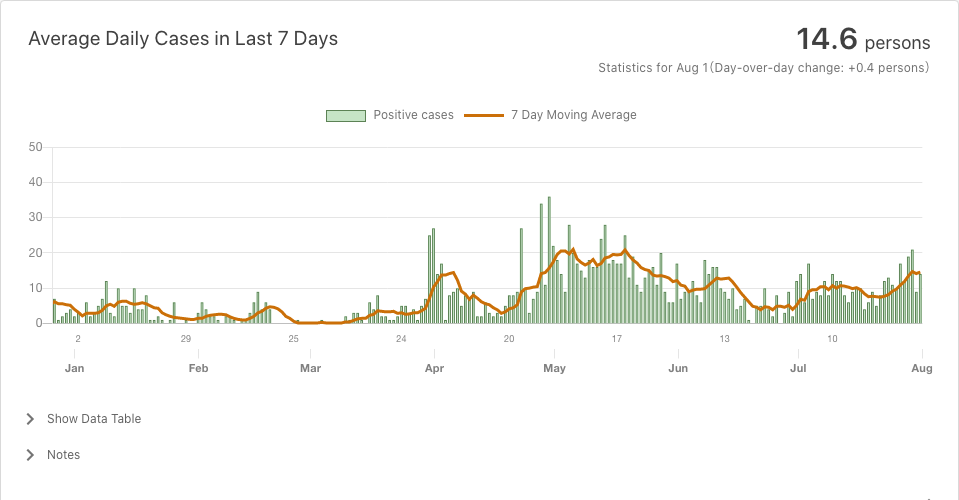 Average Daily Cases in Last 7 Days
14.6 persons
Statistics for Aug 1(Day-over-day change: +0.4 persons)
Positive cases 7 Day Moving Average
50
40
30
20
10
0
2 29 25 24 20 17 13 10
Jan Feb Mar Apr May Jun Jul Aug
Show Data Table
Notes